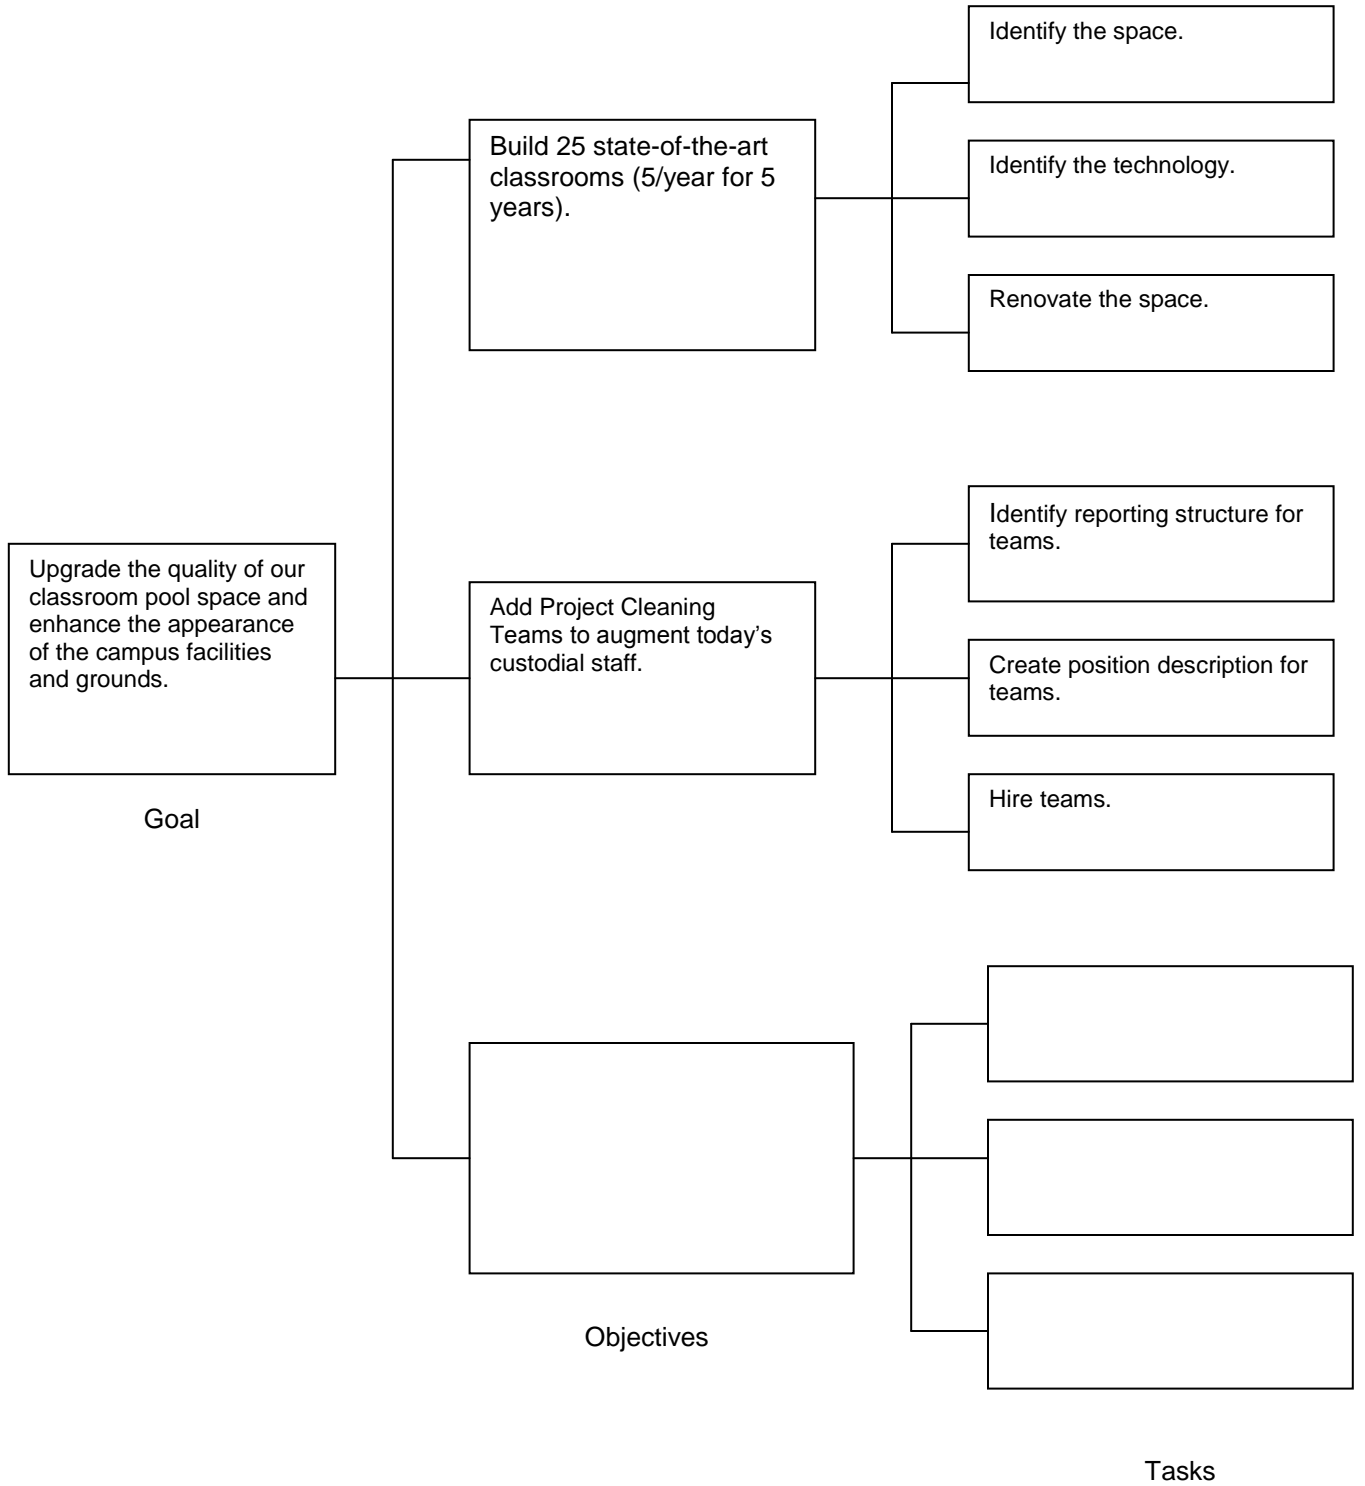 Identify the space.
Build 25 state-of-the-art
classrooms (5/year for 5
years).
Identify the technology.
Renovate the space.
Identify reporting structure for
teams.
Upgrade the quality of our
classroom pool space and
enhance the appearance
of the campus facilities
and grounds.
Add Project Cleaning
Teams to augment today’s
custodial staff.
Create position description for
teams.
Hire teams.
Goal
Objectives
Tasks